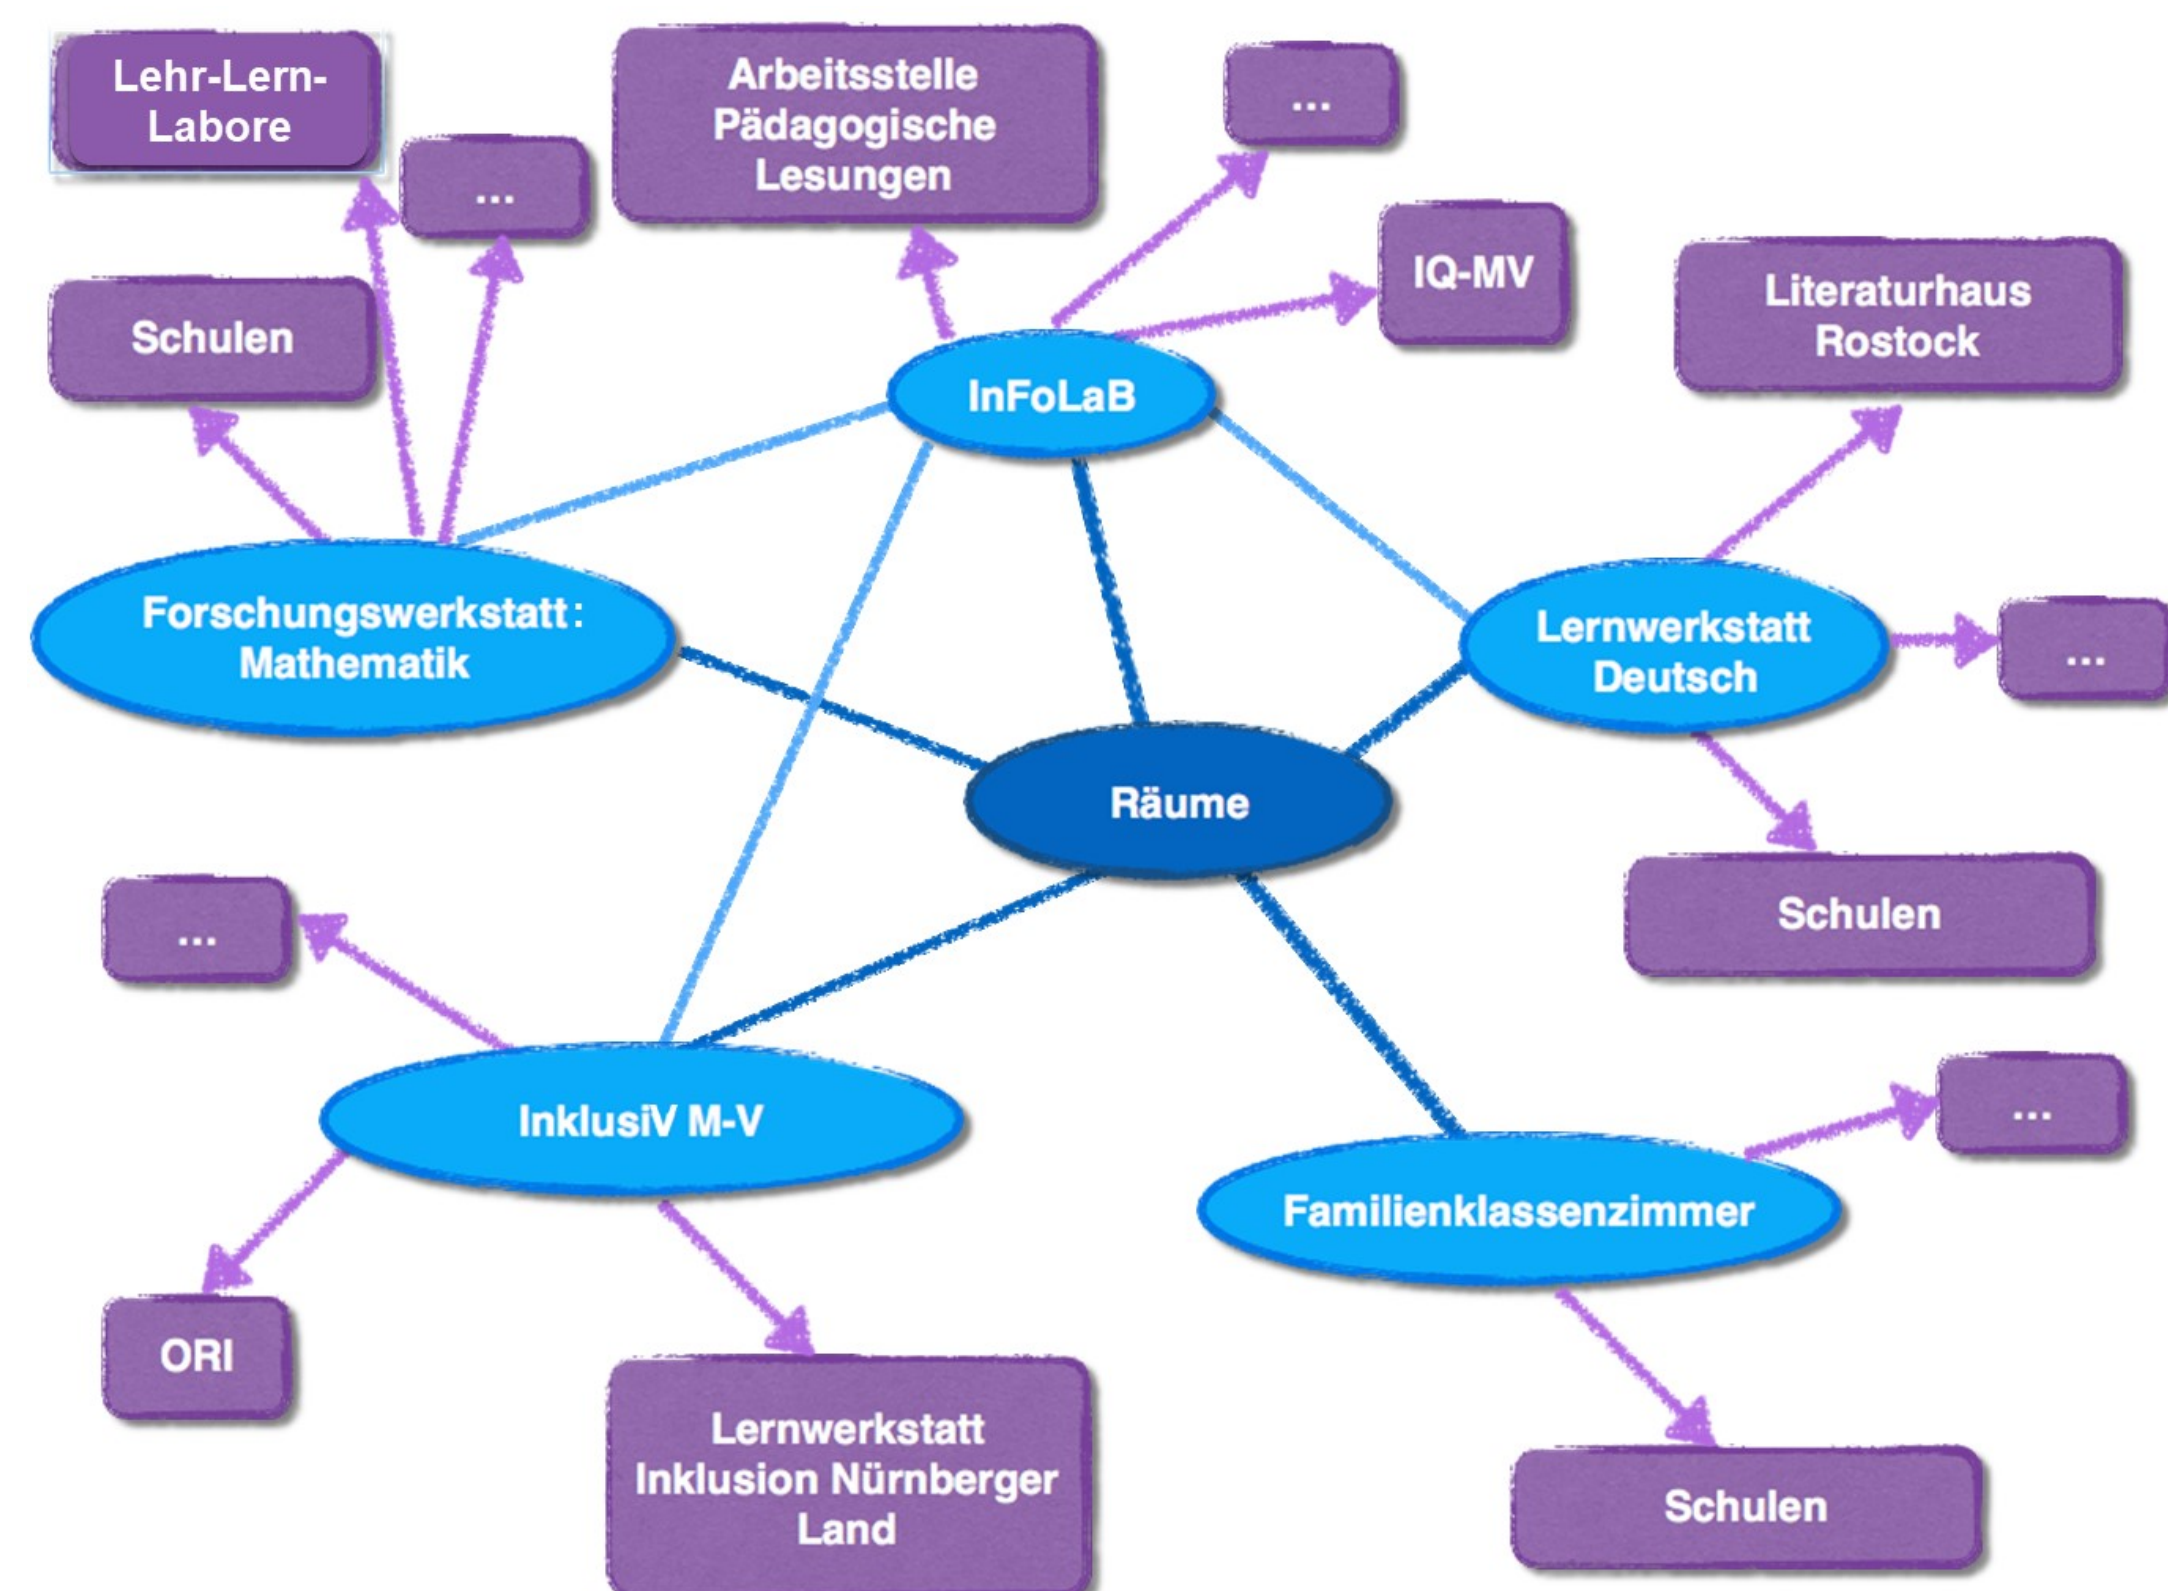 Lehr-Lern-
Labore
...
Arbeitsstelle
Pädagogische
Lesungen
...
IQ-MV
Literaturhaus
Rostock
Schulen
InFoLaB
Forschungswerkstatt:
Mathematik
Lernwerkstatt
Deutsch
...
Räume
Schulen
...
InklusiV M-V
...
Familienklassenzimmer
ORI
Lernwerkstatt
Inklusion Nürnberger
Land
Schulen